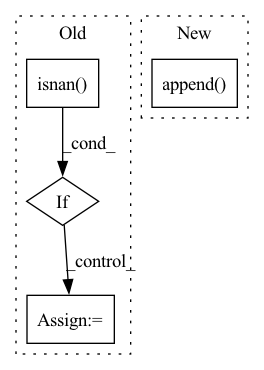 Old
New
isnan()
append()
_cond_
If
_control_
Assign:=